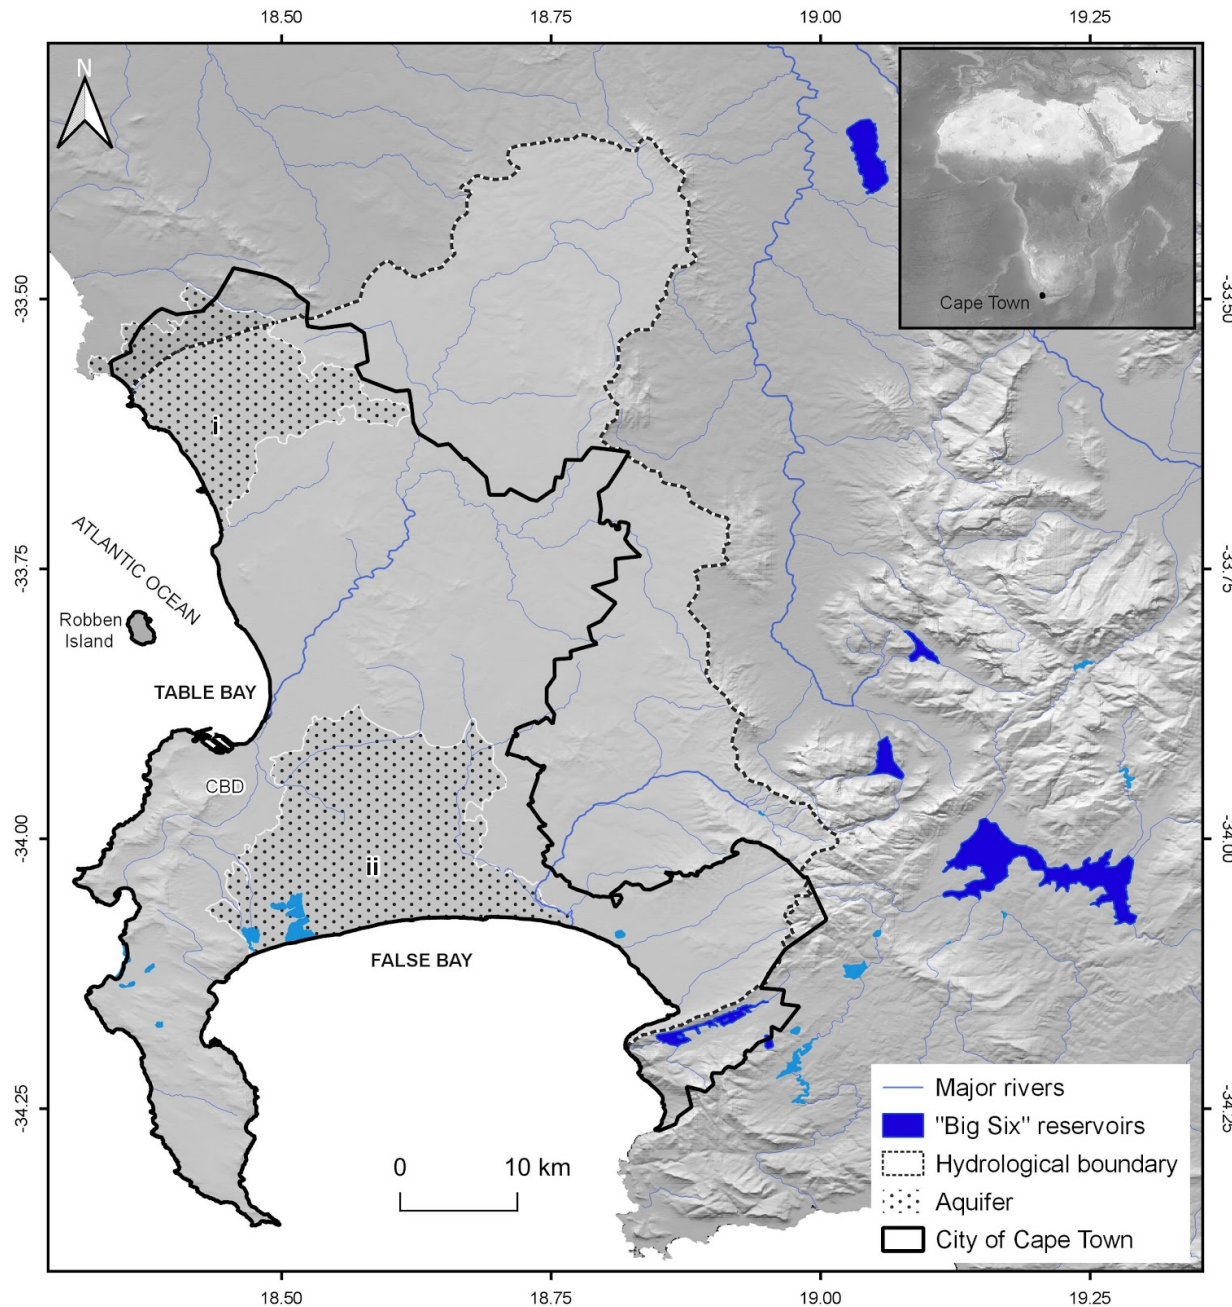 18.50
18.75
19.00
19.25
N
Cape Town
-33.50
-33.50
i
ATLANTIC OCEAN
-33.75
-33.75
Robben
Island
TABLE BAY
CBD
-34.00
-34.00
ii
FALSE BAY
-34.25
-34.25
0
10 km
Major rivers
"Big Six" reservoirs
Hydrological boundary
Aquifer
City of Cape Town
18.50
18.75
19.00
19.25